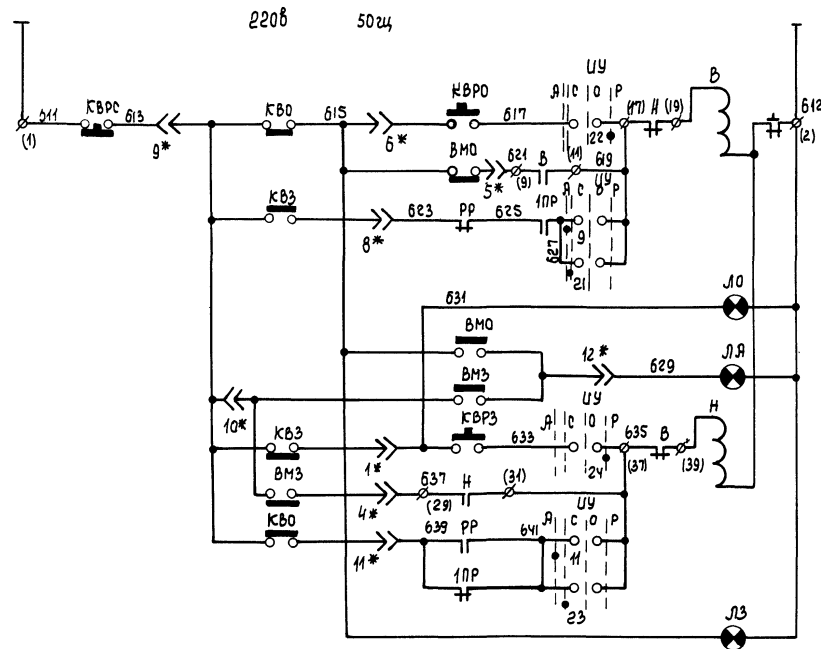 220в 50гц
ИУ
КВРО
В
КВРС
КВО
А С О Р
611
613
615
617
(17)
Н
(19)
612
(1)
9*
6*
22
(2)
ВМО
621
В
(11)
619
5*
(9)
ИУ
КВЗ
А С О Р
623
РР
625
1ПР
8*
627
9
21
631
ЛО
ВМО
12*
ЛЯ
629
ВМЗ
10*
ИУ
Н
КВРЗ
КВЗ
А С О Р
633
635
В
1*
24
(37)
(39)
ВМЗ
637
Н
(31)
4*
(29)
ИУ
КВО
А С О Р
639
РР
641
11*
11
1ПР
23
ЛЗ